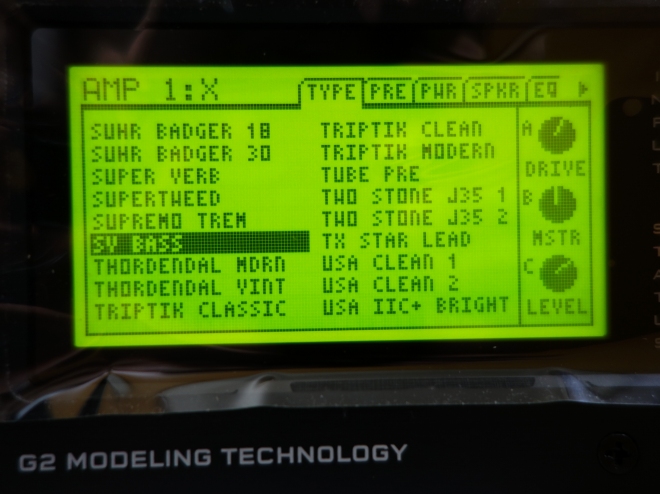 AMP 1:X
TYPE PRE PWR SPKR EQ
SUHR BADGER 18
SUHR BADGER 30
SUPER VERB
SUPERTWEED
SUPREMO TREM
SV BASS
THORDENDAL MDRN
THORDENDAL VINT
TRIPTIK CLASSIC
TRIPTIK CLEAN
TRIPTIK MODERN
TUBE PRE
TWO STONE J35 1
TWO STONE J35 2
TX STAR LEAD
USA CLEAN 1
USA CLEAN 2
USA IIC+ BRIGHT
A
DRIVE
B
MSTR
C
LEVEL
G2 MODELING TECHNOLOGY